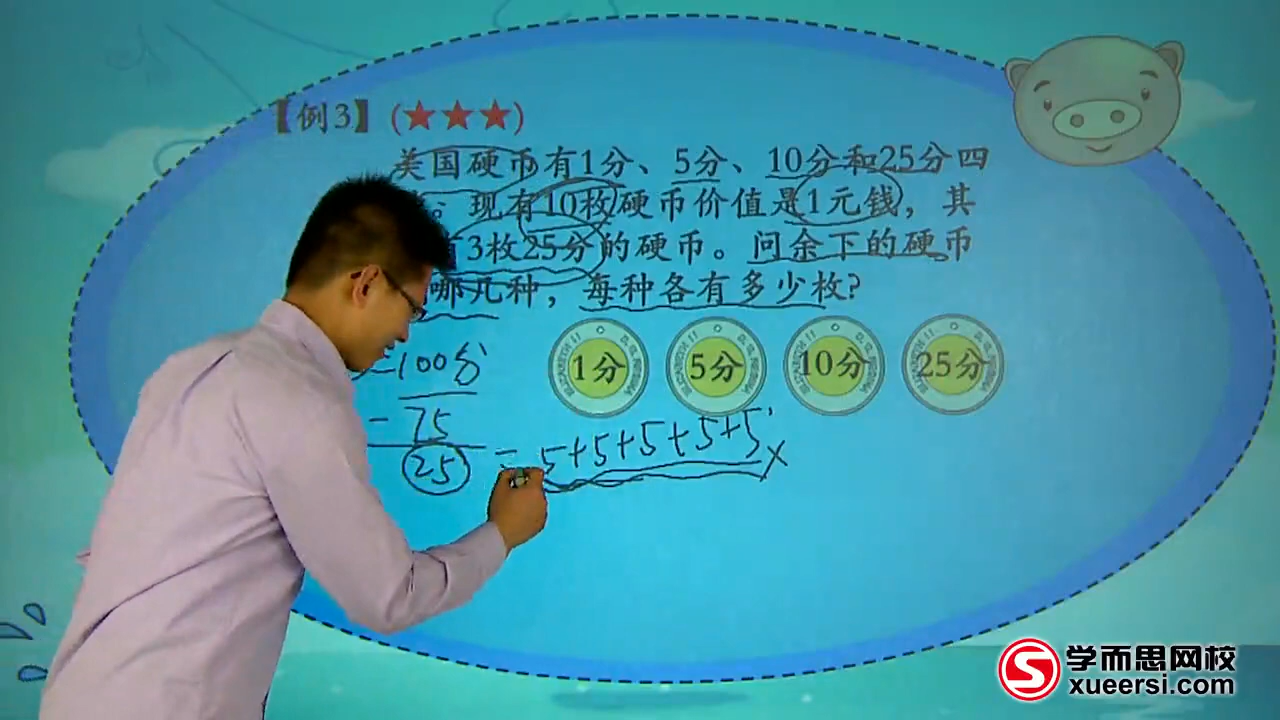 【例3】(★★★)
美国硬币有1分、5分、10分和25分四
。现有10枚硬币价值是1元钱，其
有3枚25分的硬币。问余下的硬币
哪几种，每种各有多少枚？
1分 5分 10分 25分
=100分
- 75
25 = 5+5+5+5+5 ×
学而思网校
xueersi.com